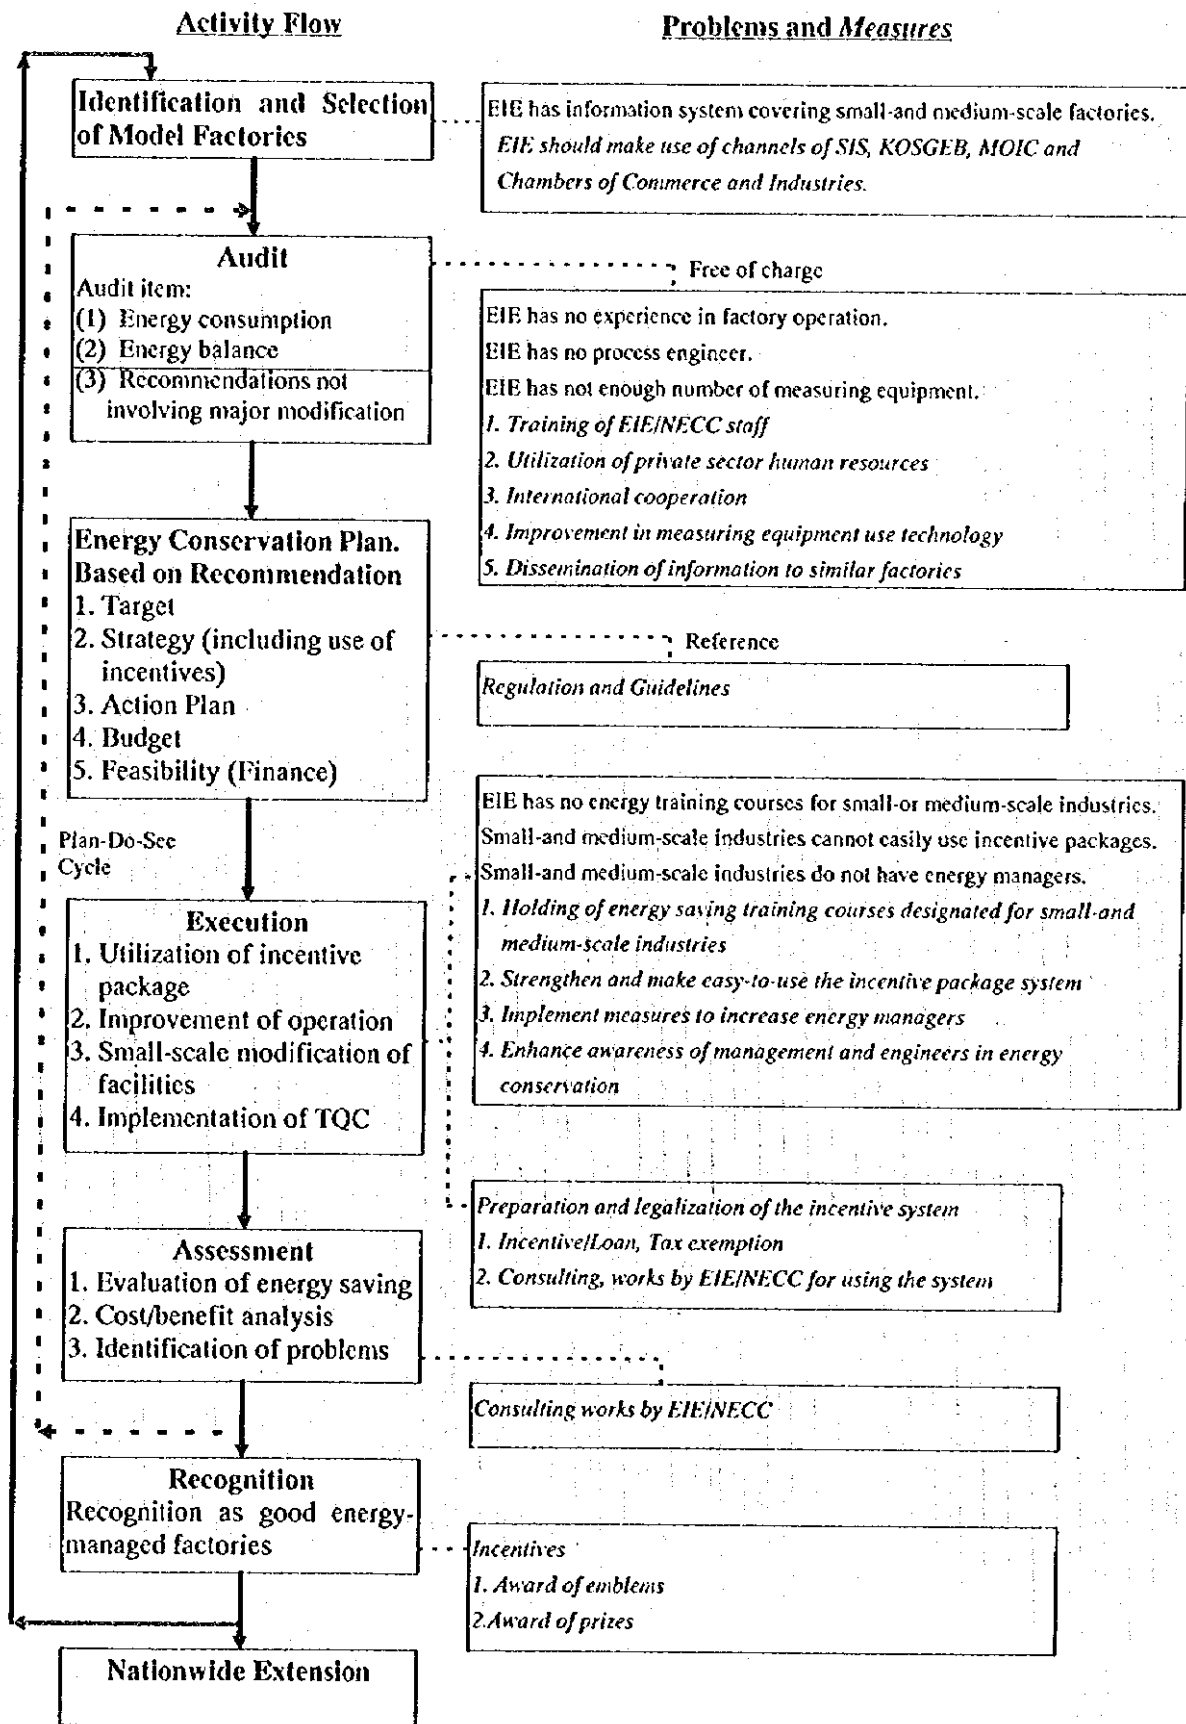 Activity Flow
Problems and Measures
Identification and Selection
of Model Factories
EIE has information system covering small-and medium-scale factories.
EIE should make use of channels of SIS, KOSGEB, MOIC and
Chambers of Commerce and Industries.
Audit
Audit item:
(1) Energy consumption
(2) Energy balance
(3) Recommendations not
involving major modification
Free of charge
EIE has no experience in factory operation.
EIE has no process engineer.
EIE has not enough number of measuring equipment.
1. Training of EIE/NECC staff
2. Utilization of private sector human resources
3. International cooperation
4. Improvement in measuring equipment use technology
5. Dissemination of information to similar factories
Energy Conservation Plan.
Based on Recommendation
1. Target
2. Strategy (including use of
incentives)
3. Action Plan
4. Budget
5. Feasibility (Finance)
Reference
Regulation and Guidelines
Plan-Do-See
Cycle
EIE has no energy training courses for small-or medium-scale industries.
Small-and medium-scale industries cannot easily use incentive packages.
Small-and medium-scale industries do not have energy managers.
1. Holding of energy saving training courses designated for small-and
medium-scale industries
2. Strengthen and make easy-to-use the incentive package system
3. Implement measures to increase energy managers
4. Enhance awareness of management and engineers in energy
conservation
Execution
1. Utilization of incentive
package
2. Improvement of operation
3. Small-scale modification of
facilities
4. Implementation of TQC
Preparation and legalization of the incentive system
1. Incentive/Loan, Tax exemption
2. Consulting, works by EIE/NECC for using the system
Assessment
1. Evaluation of energy saving
2. Cost/benefit analysis
3. Identification of problems
Consulting works by EIE/NECC
Recognition
Recognition as good energy-
managed factories
Incentives
1. Award of emblems
2.Award of prizes
Nationwide Extension